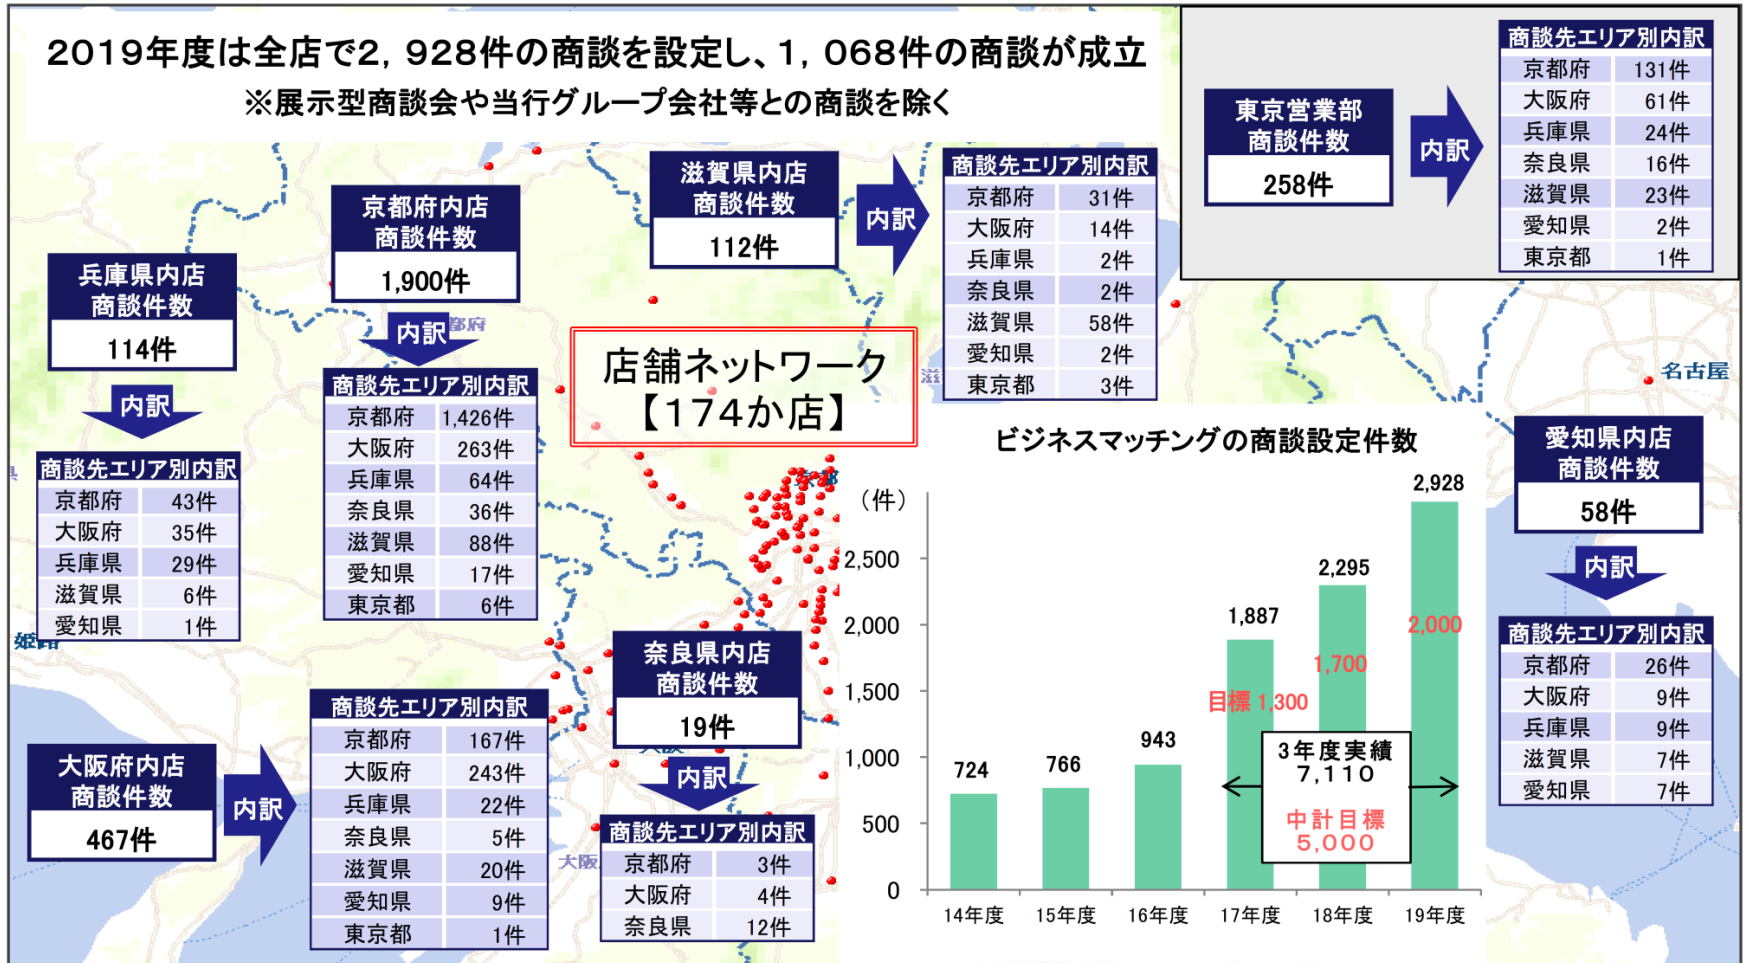 2019年度は全店で2，928件の商談を設定し、1，068件の商談が成立
※展示型商談会や当行グループ会社等との商談を除く
東京営業部
商談件数
258件
内訳
商談先エリア別内訳
京都府 131件
大阪府 61件
兵庫県 24件
奈良県 16件
滋賀県 23件
愛知県 2件
東京都 1件
滋賀県内店
商談件数
112件
内訳
商談先エリア別内訳
京都府 31件
大阪府 14件
兵庫県 2件
奈良県 2件
滋賀県 58件
愛知県 2件
東京都 3件
京都府内店
商談件数
1,900件
内訳
都府
商談先エリア別内訳
京都府 1,426件
大阪府 263件
兵庫県 64件
奈良県 36件
滋賀県 88件
愛知県 17件
東京都 6件
兵庫県内店
商談件数
114件
内訳
商談先エリア別内訳
京都府 43件
大阪府 35件
兵庫県 29件
滋賀県 6件
愛知県 1件
店舗ネットワーク
【174か店】
滋
名古屋
京都
姫路
愛知県内店
商談件数
58件
内訳
商談先エリア別内訳
京都府 26件
大阪府 9件
兵庫県 9件
滋賀県 7件
愛知県 7件
奈良県内店
商談件数
19件
内訳
商談先エリア別内訳
京都府 3件
大阪府 4件
奈良県 12件
大阪府内店
商談件数
467件
内訳
商談先エリア別内訳
京都府 167件
大阪府 243件
兵庫県 22件
奈良県 5件
滋賀県 20件
愛知県 9件
東京都 1件
大阪
ビジネスマッチングの商談設定件数
（件）
2,500
2,000
1,500
1,000
500
0
724
766
943
1,887
2,295
2,928
目標 1,300
1,700
2,000
3年度実績
7,110
中計目標
5,000
14年度 15年度 16年度 17年度 18年度 19年度